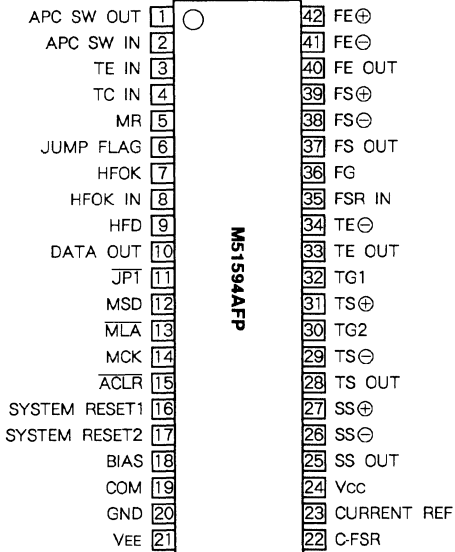 APC SW OUT 1
APC SW IN 2
TE IN 3
TC IN 4
MR 5
JUMP FLAG 6
HFOK 7
HFOK IN 8
HFD 9
DATA OUT 10
JP1 11
MSD 12
MLA 13
MCK 14
ACLR 15
SYSTEM RESET1 16
SYSTEM RESET2 17
BIAS 18
COM 19
GND 20
VEE 21
M51594AFP
42 FE⊕
41 FE⊖
40 FE OUT
39 FS⊕
38 FS⊖
37 FS OUT
36 FG
35 FSR IN
34 TE⊖
33 TE OUT
32 TG1
31 TS⊕
30 TG2
29 TS⊖
28 TS OUT
27 SS⊕
26 SS⊖
25 SS OUT
24 Vcc
23 CURRENT REF
22 C-FSR